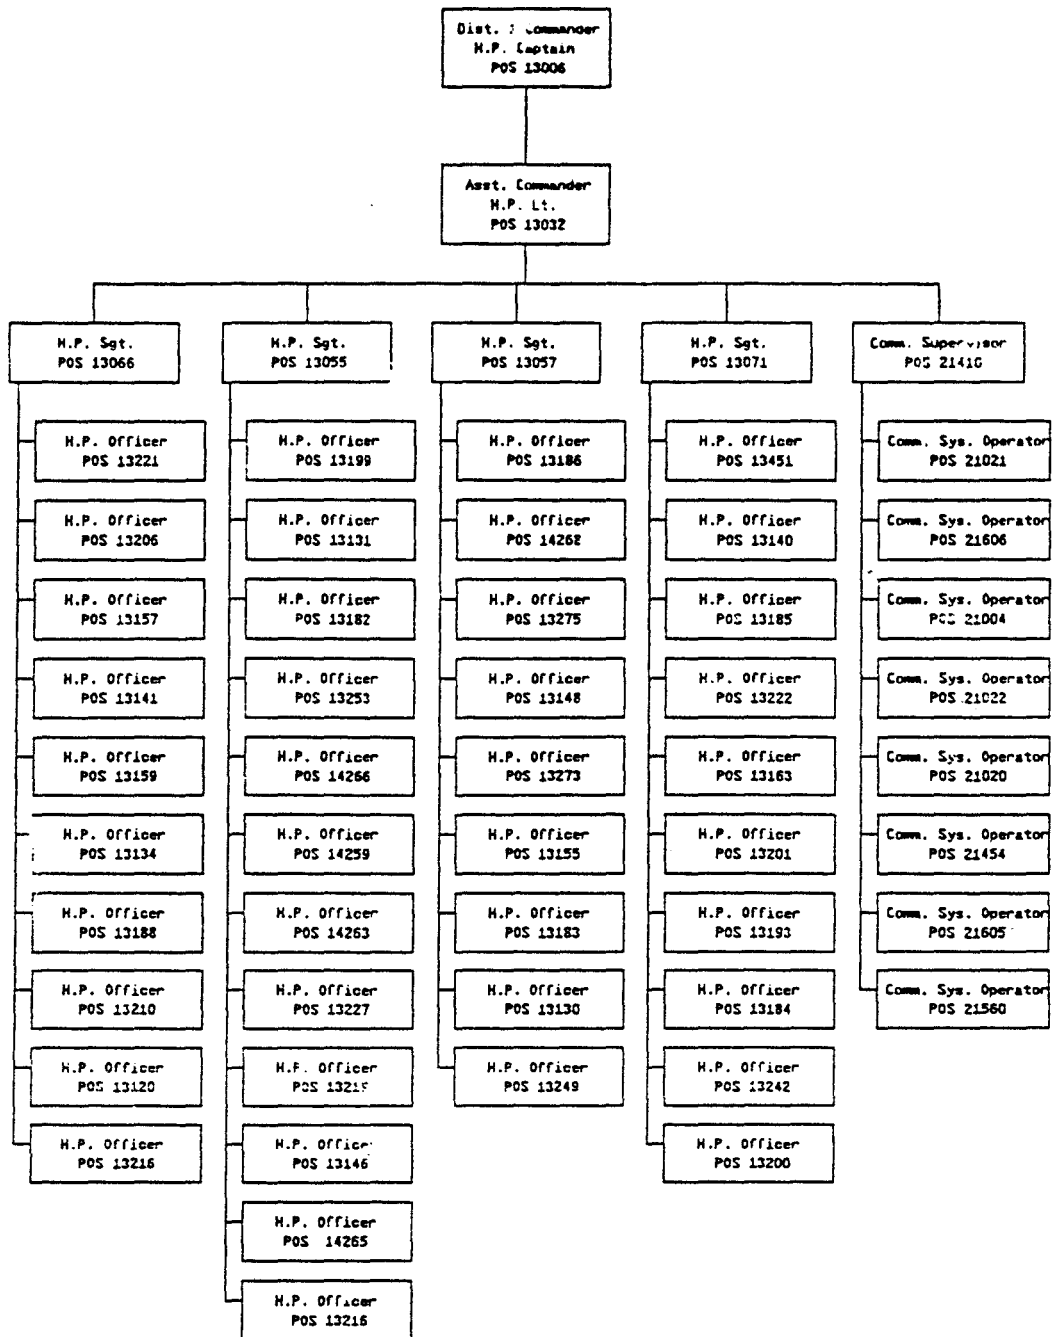 Dist. Commander
H.P. Captain
POS 13006
Asst. Commander
H.P. Lt.
POS 13032
H.P. Sgt.
POS 13066
H.P. Officer
POS 13221
H.P. Officer
POS 13206
H.P. Officer
POS 13157
H.P. Officer
POS 13141
H.P. Officer
POS 13159
H.P. Officer
POS 13134
H.P. Officer
POS 13188
H.P. Officer
POS 13210
H.P. Officer
POS 13120
H.P. Officer
POS 13216
H.P. Sgt.
POS 13055
H.P. Officer
POS 13199
H.P. Officer
POS 13131
H.P. Officer
POS 13182
H.P. Officer
POS 13253
H.P. Officer
POS 14266
H.P. Officer
POS 14259
H.P. Officer
POS 14263
H.P. Officer
POS 13227
H.P. Officer
POS
H.P. Officer
POS 13146
H.P. Officer
POS 14265
H.P. Officer
POS 13216
H.P. Sgt.
POS 13057
H.P. Officer
POS 13186
H.P. Officer
POS 14268
H.P. Officer
POS 13275
H.P. Officer
POS 13148
H.P. Officer
POS 13273
H.P. Officer
POS 13155
H.P. Officer
POS 13183
H.P. Officer
POS 13130
H.P. Officer
POS 13249
H.P. Sgt.
POS 13071
H.P. Officer
POS 13451
H.P. Officer
POS 13140
H.P. Officer
POS 13185
H.P. Officer
POS 13222
H.P. Officer
POS 13163
H.P. Officer
POS 13201
H.P. Officer
POS 13193
H.P. Officer
POS 13184
H.P. Officer
POS 13242
H.P. Officer
POS 13200
Comm. Supervisor
POS 21410
Comm. Sys. Operator
POS 21021
Comm. Sys. Operator
POS 21606
Comm. Sys. Operator
POS 21004
Comm. Sys. Operator
POS 21022
Comm. Sys. Operator
POS 21020
Comm. Sys. Operator
POS 21454
Comm. Sys. Operator
POS 21605
Comm. Sys. Operator
POS 21560